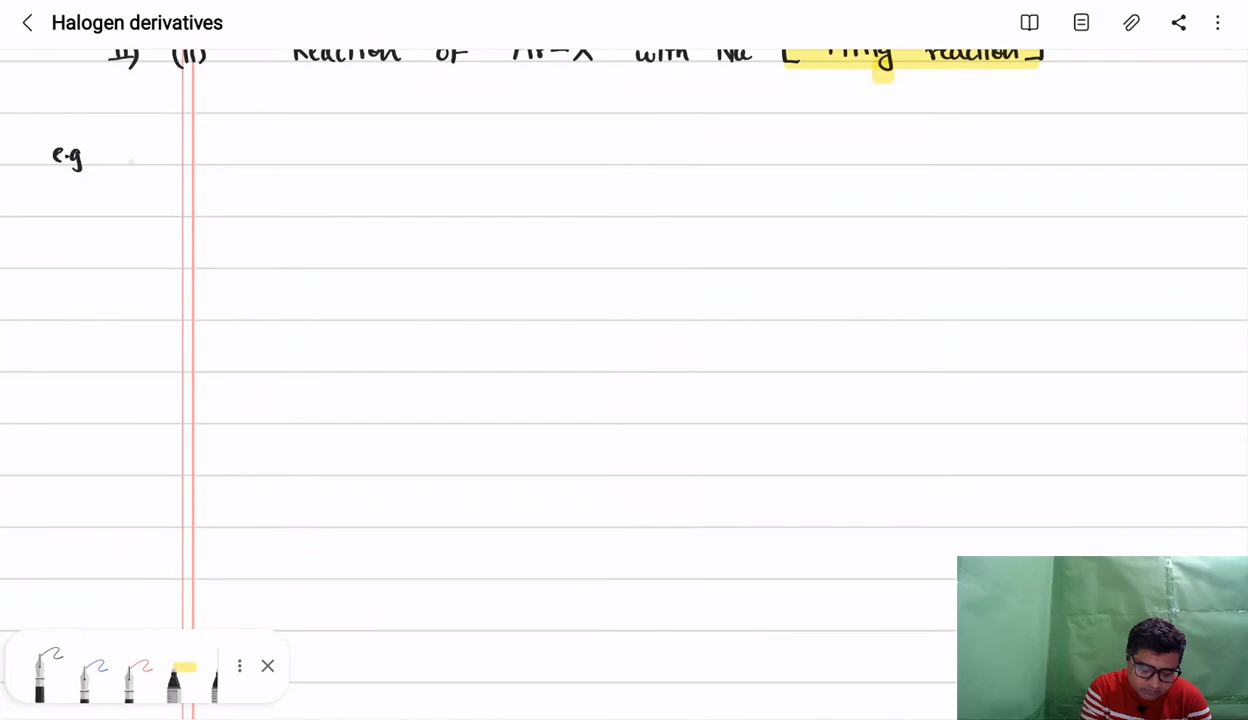 Halogen derivatives
II) (ii) Reaction of Ar-X with Na [ Fittig reaction ]
e.g